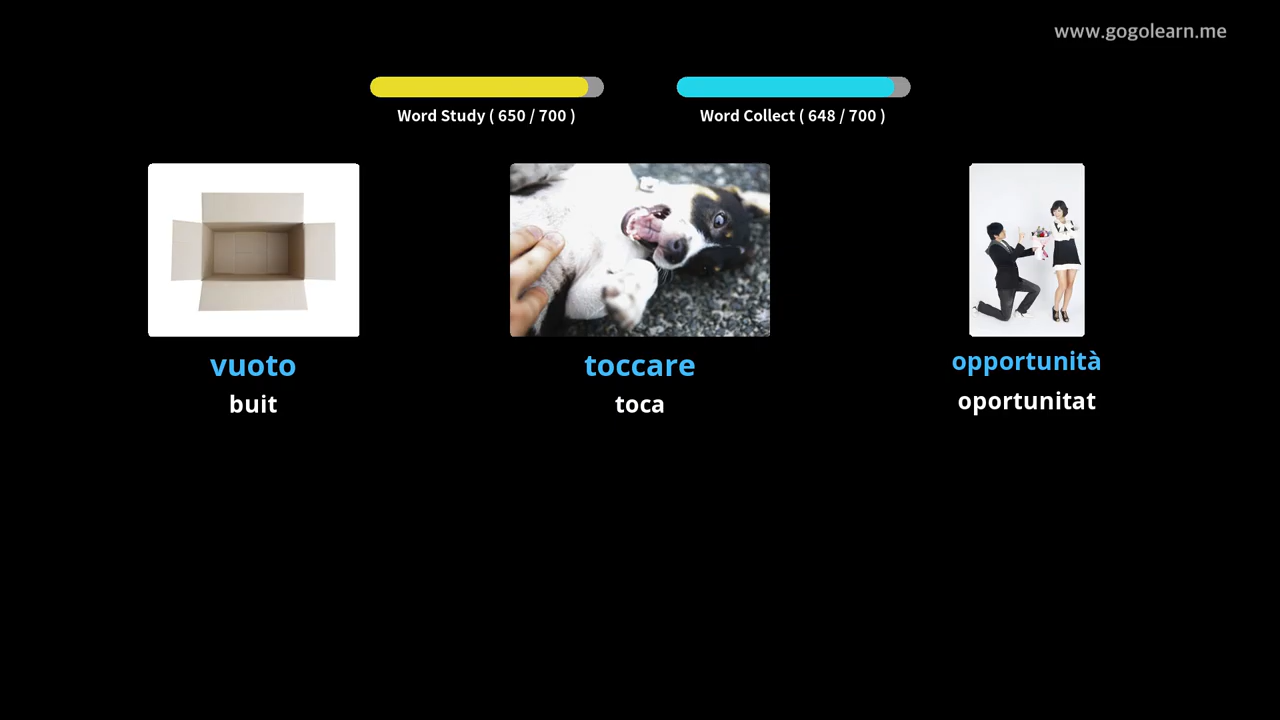 www.gogolearn.me
Word Study ( 650 / 700 )
Word Collect ( 648 / 700 )
vuoto
buit
toccare
toca
opportunità
oportunitat